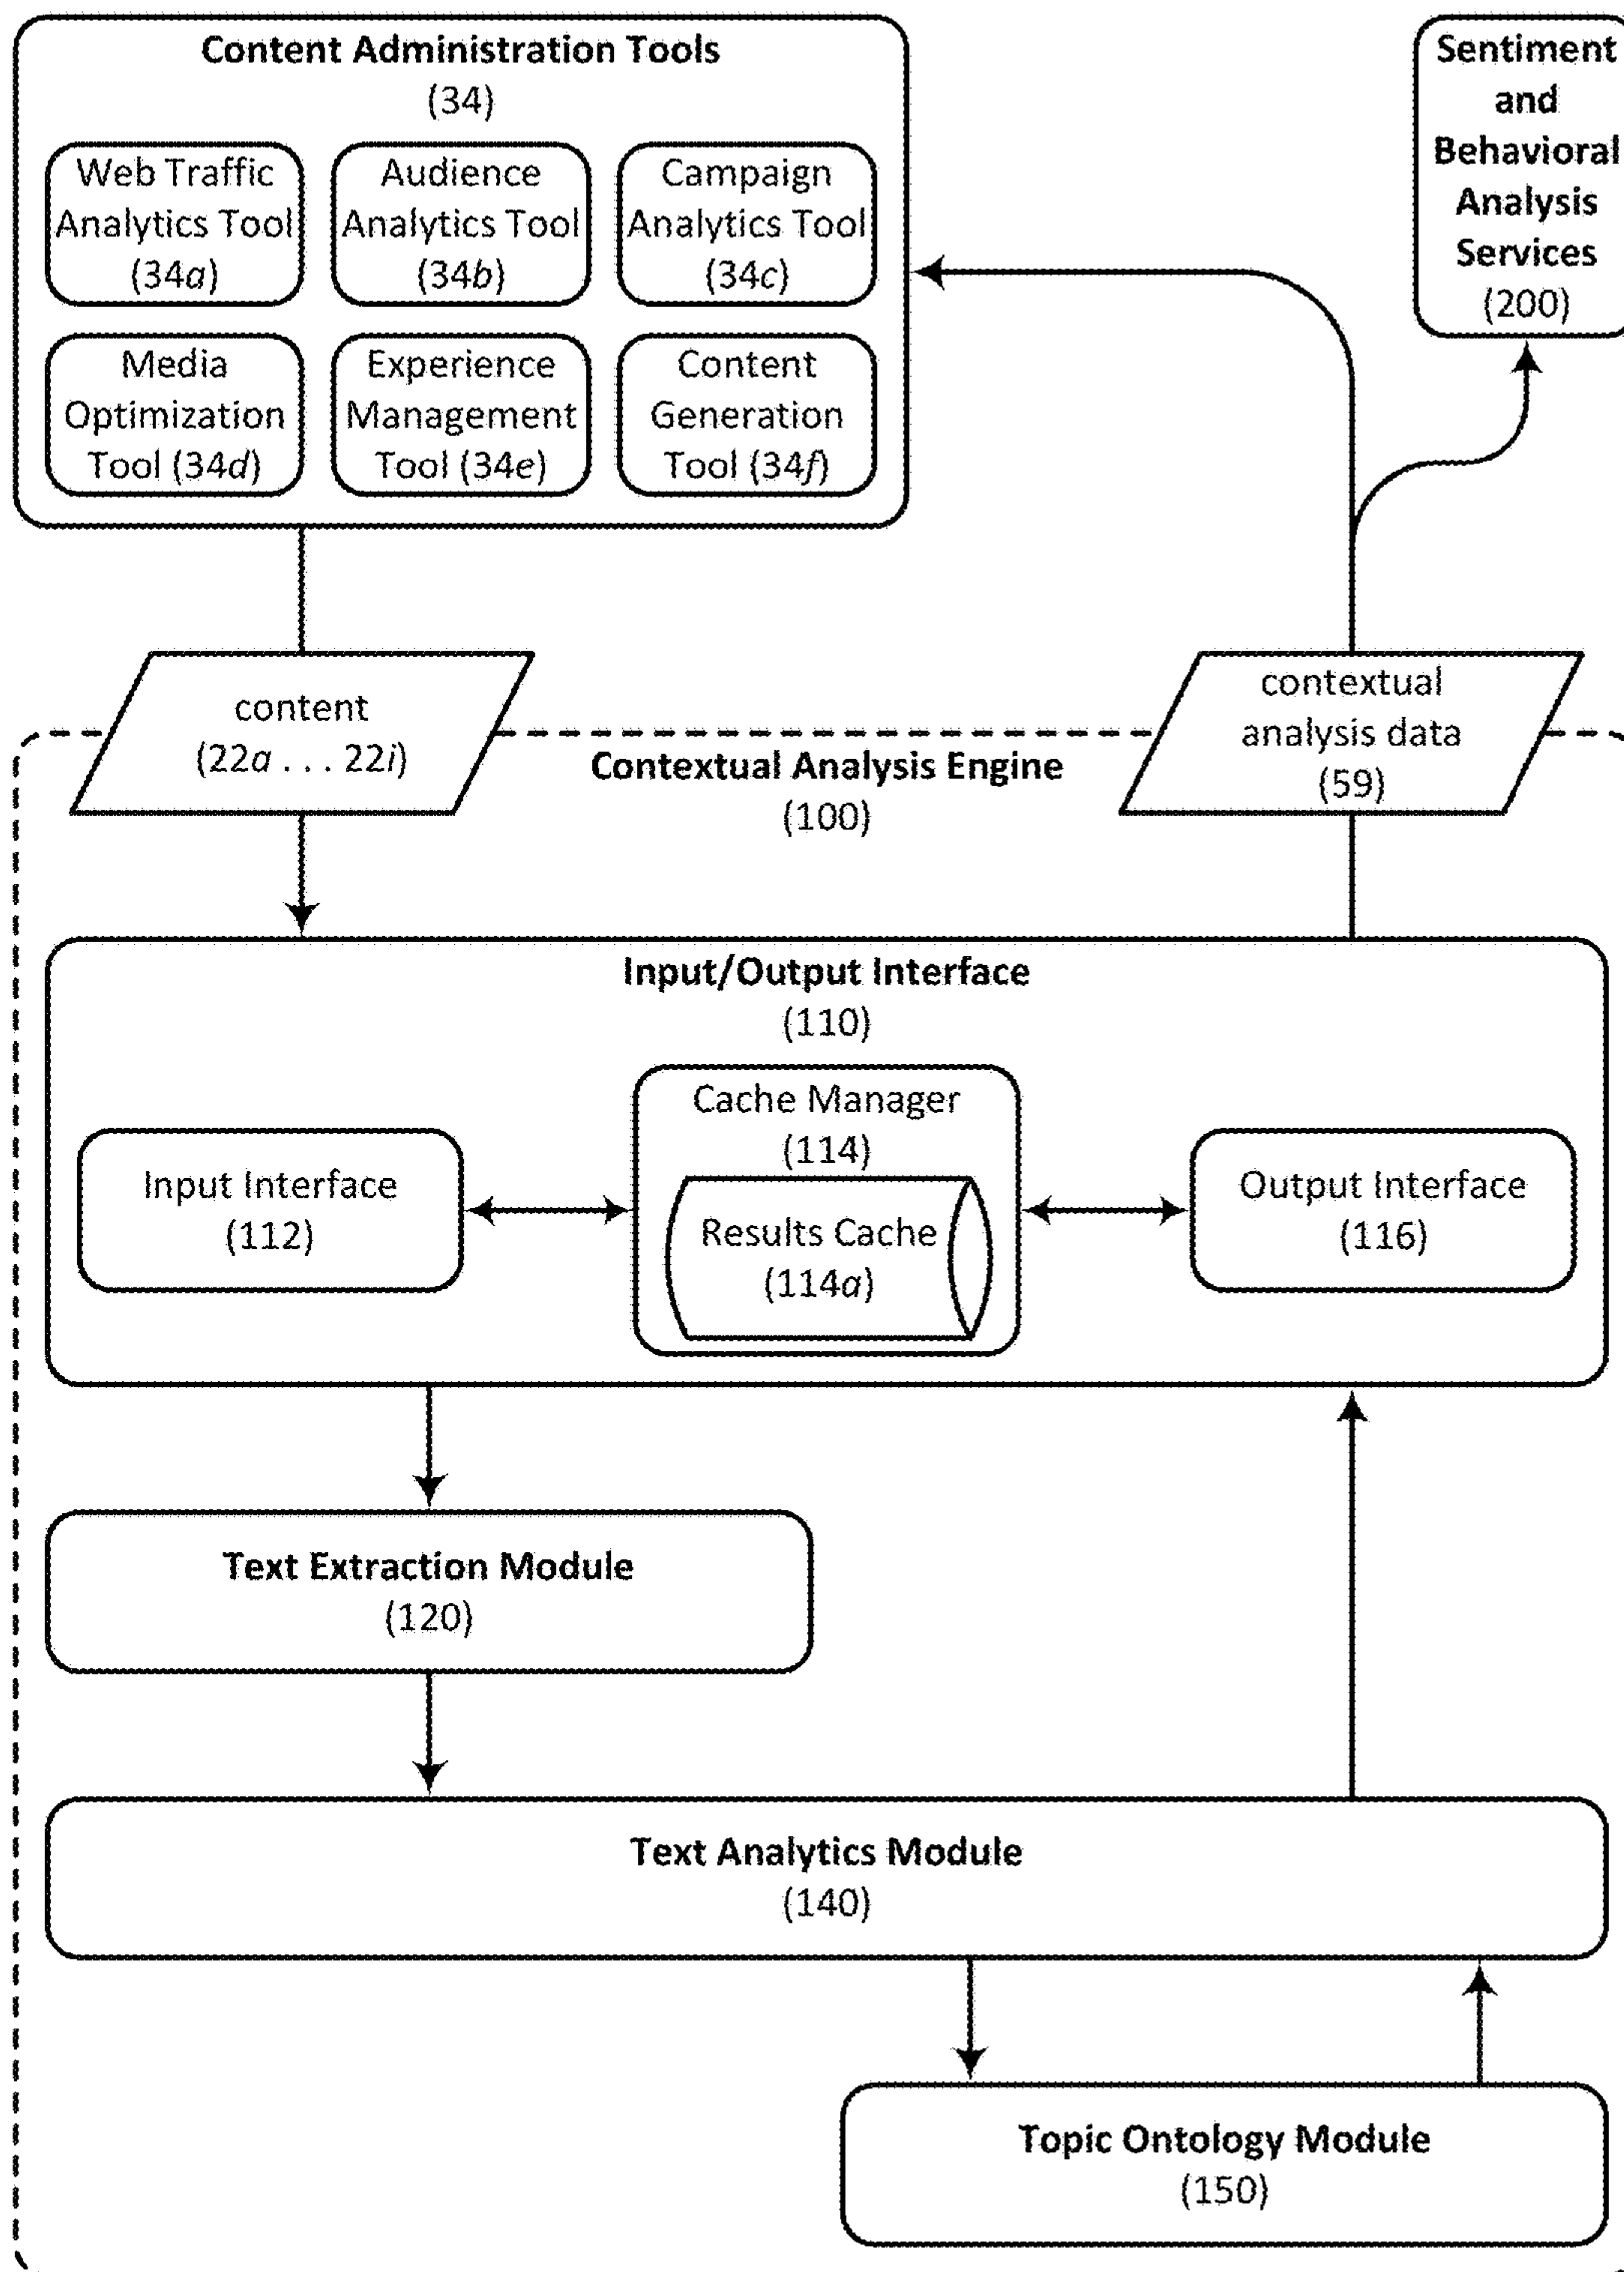 Content Administration Tools
(34)
Web Traffic
Analytics Tool
(34a)
Audience
Analytics Tool
(34b)
Campaign
Analytics Tool
(34c)
Media
Optimization
Tool (34d)
Experience
Management
Tool (34e)
Content
Generation
Tool (34f)
Sentiment
and
Behavioral
Analysis
Services
(200)
content
(22a . . . 22i)
contextual
analysis data
(59)
Contextual Analysis Engine
(100)
Input/Output Interface
(110)
Input Interface
(112)
Cache Manager
(114)
Results Cache
(114a)
Output Interface
(116)
Text Extraction Module
(120)
Text Analytics Module
(140)
Topic Ontology Module
(150)